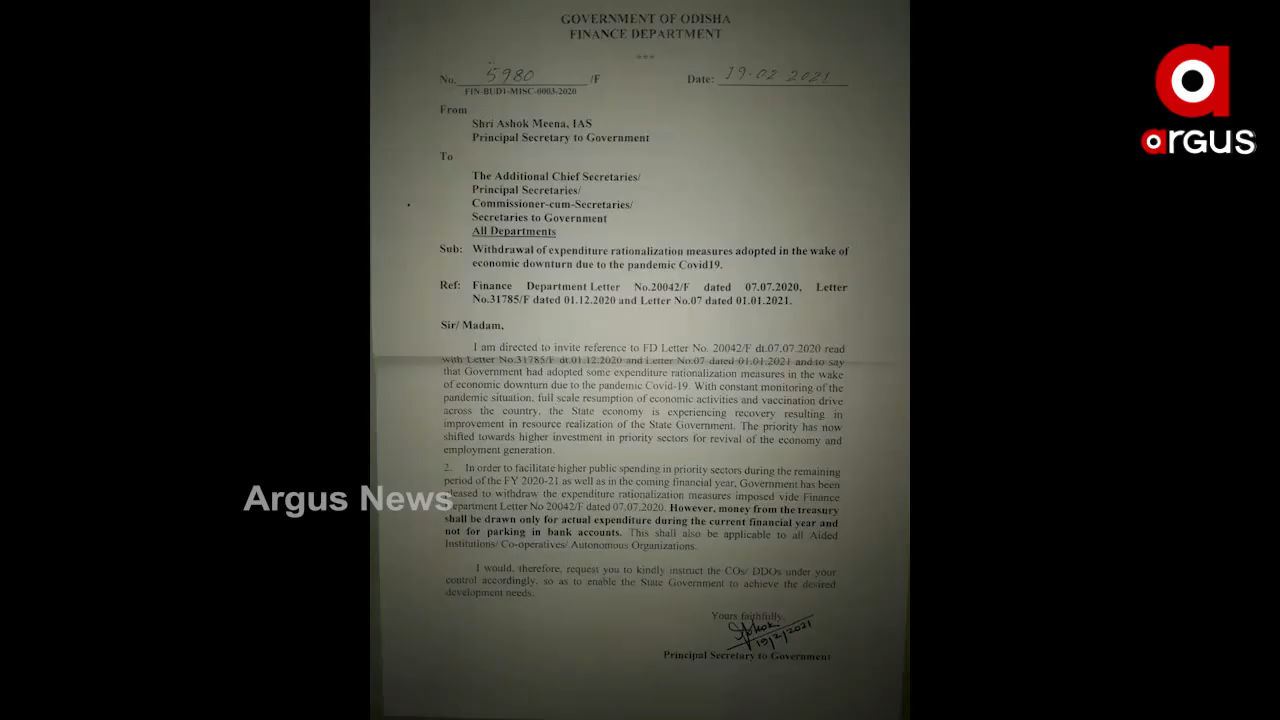 GOVERNMENT OF ODISHA
FINANCE DEPARTMENT
***
No. 5980 /F Date: 19-02 2021
FIN-BUD1-MISC-0003-2020
From
Shri Ashok Meena, IAS
Principal Secretary to Government
To
The Additional Chief Secretaries/
Principal Secretaries/
Commissioner-cum-Secretaries/
Secretaries to Government
All Departments
Sub: Withdrawal of expenditure rationalization measures adopted in the wake of
economic downturn due to the pandemic Covid19.
Ref: Finance Department Letter No.20042/F dated 07.07.2020, Letter
No.31785/F dated 01.12.2020 and Letter No.07 dated 01.01.2021.
Sir/ Madam,
I am directed to invite reference to FD Letter No. 20042/F dt.07.07.2020 read
with Letter No.31785/F dt.01.12.2020 and Letter No.07 dated 01.01.2021 and to say
that Government had adopted some expenditure rationalization measures in the wake
of economic downturn due to the pandemic Covid-19. With constant monitoring of the
pandemic situation, full scale resumption of economic activities and vaccination drive
across the country, the State economy is experiencing recovery resulting in
improvement in resource realization of the State Government. The priority has now
shifted towards higher investment in priority sectors for revival of the economy and
employment generation.
2. In order to facilitate higher public spending in priority sectors during the remaining
period of the FY 2020-21 as well as in the coming financial year, Government has been
pleased to withdraw the expenditure rationalization measures imposed vide Finance
Department Letter No 20042/F dated 07.07.2020. However, money from the treasury
shall be drawn only for actual expenditure during the current financial year and
not for parking in bank accounts. This shall also be applicable to all Aided
Institutions/ Co-operatives/ Autonomous Organizations.
I would, therefore, request you to kindly instruct the COs/ DDOs under your
control accordingly, so as to enable the State Government to achieve the desired
development needs.
Yours faithfully,
Ashok
19/2/2021
Principal Secretary to Government
Argus News
argus